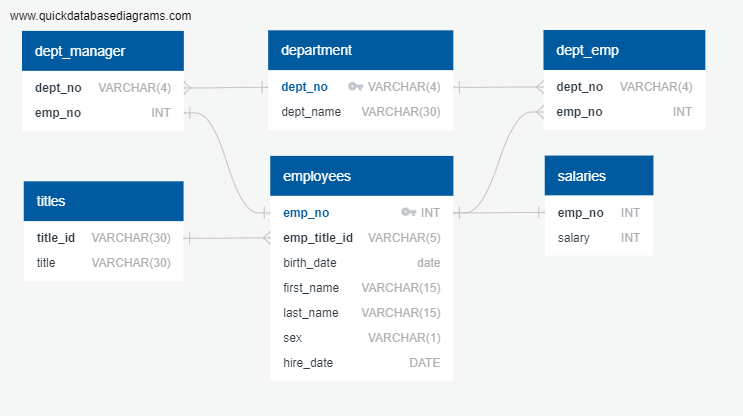 www.quickdatabasediagrams.com
dept_manager
dept_no VARCHAR(4)
emp_no INT
department
dept_no VARCHAR(4)
dept_name VARCHAR(30)
dept_emp
dept_no VARCHAR(4)
emp_no INT
titles
title_id VARCHAR(30)
title VARCHAR(30)
employees
emp_no INT
emp_title_id VARCHAR(5)
birth_date date
first_name VARCHAR(15)
last_name VARCHAR(15)
sex VARCHAR(1)
hire_date DATE
salaries
emp_no INT
salary INT